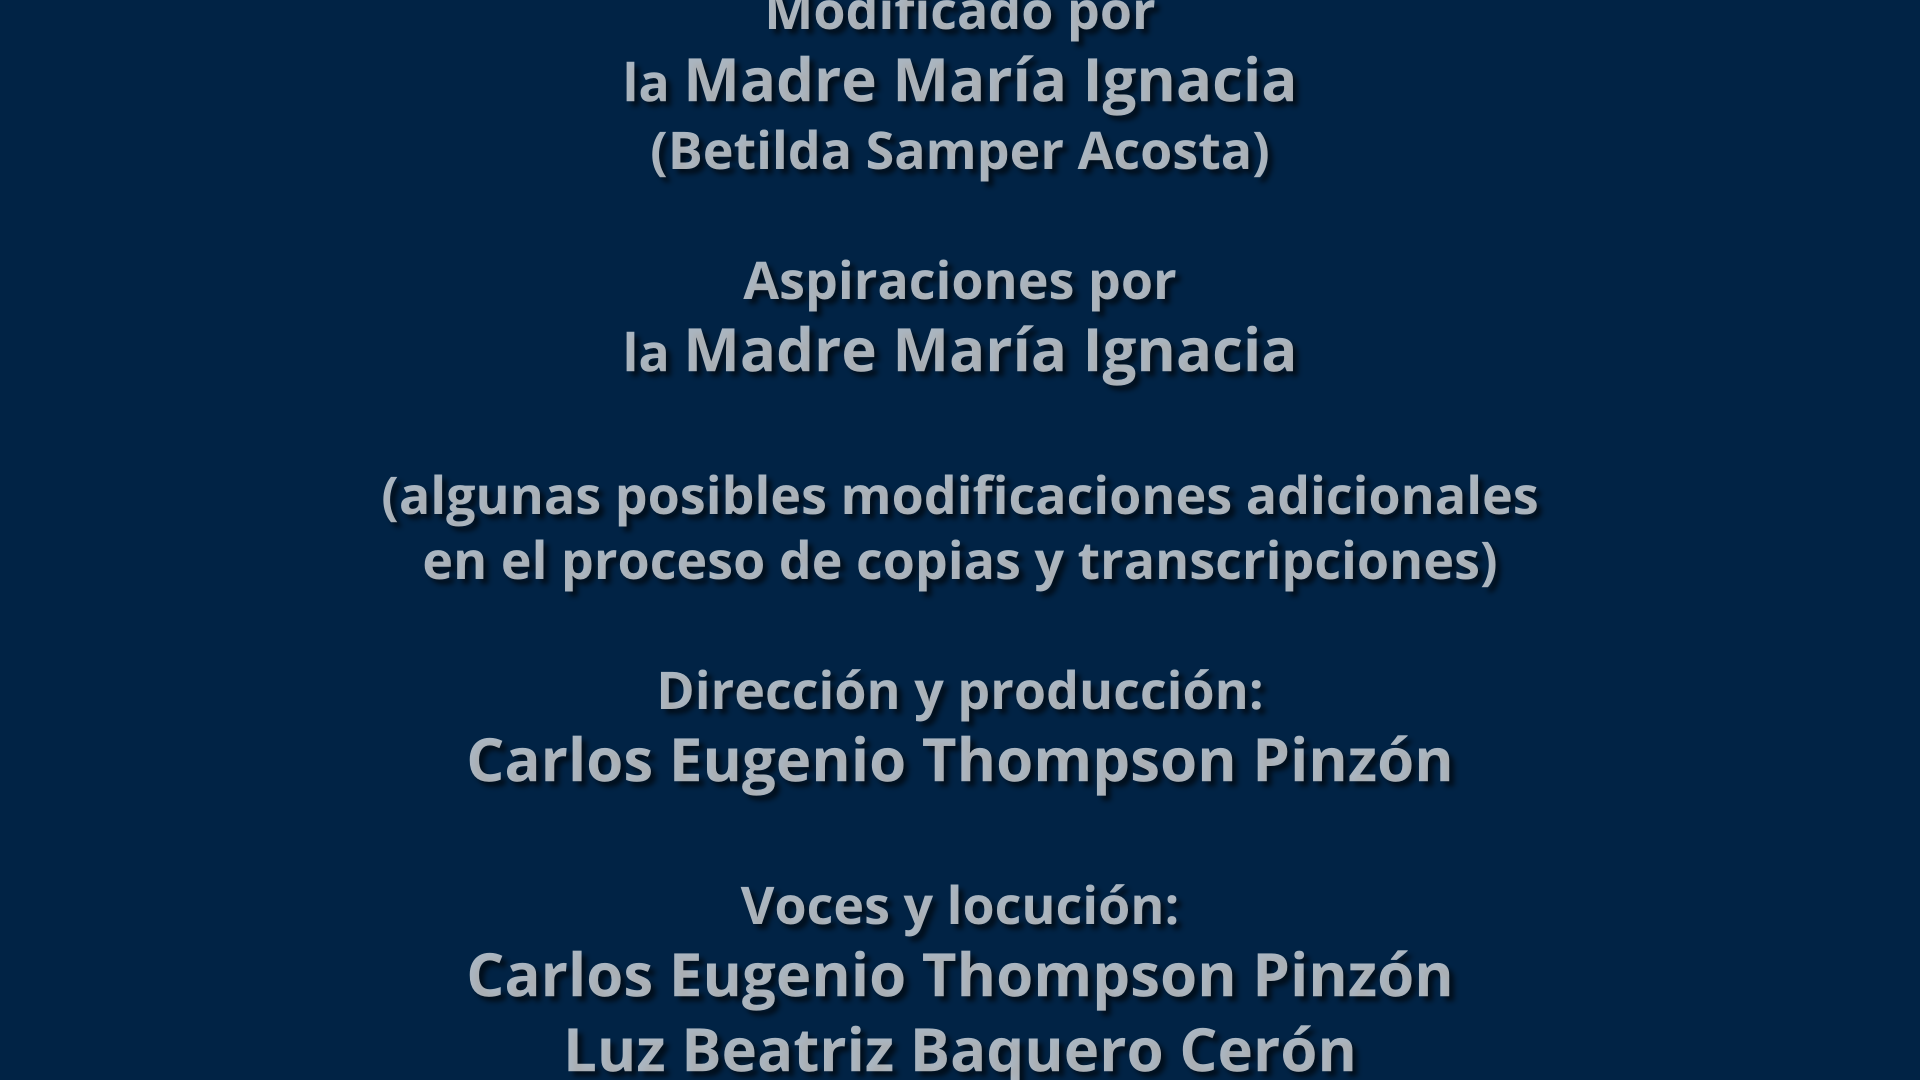 Modificado por
la Madre María Ignacia
(Betilda Samper Acosta)
Aspiraciones por
la Madre María Ignacia
(algunas posibles modificaciones adicionales
en el proceso de copias y transcripciones)
Dirección y producción:
Carlos Eugenio Thompson Pinzón
Voces y locución:
Carlos Eugenio Thompson Pinzón
Luz Beatriz Baquero Cerón